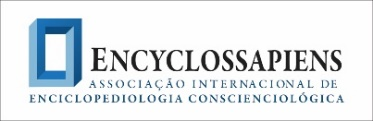 ENCYCLOSSAPIENS
ASSOCIAÇÃO INTERNACIONAL DE
ENCICLOPEDIOLOGIA CONSCIENCIOLÓGICA